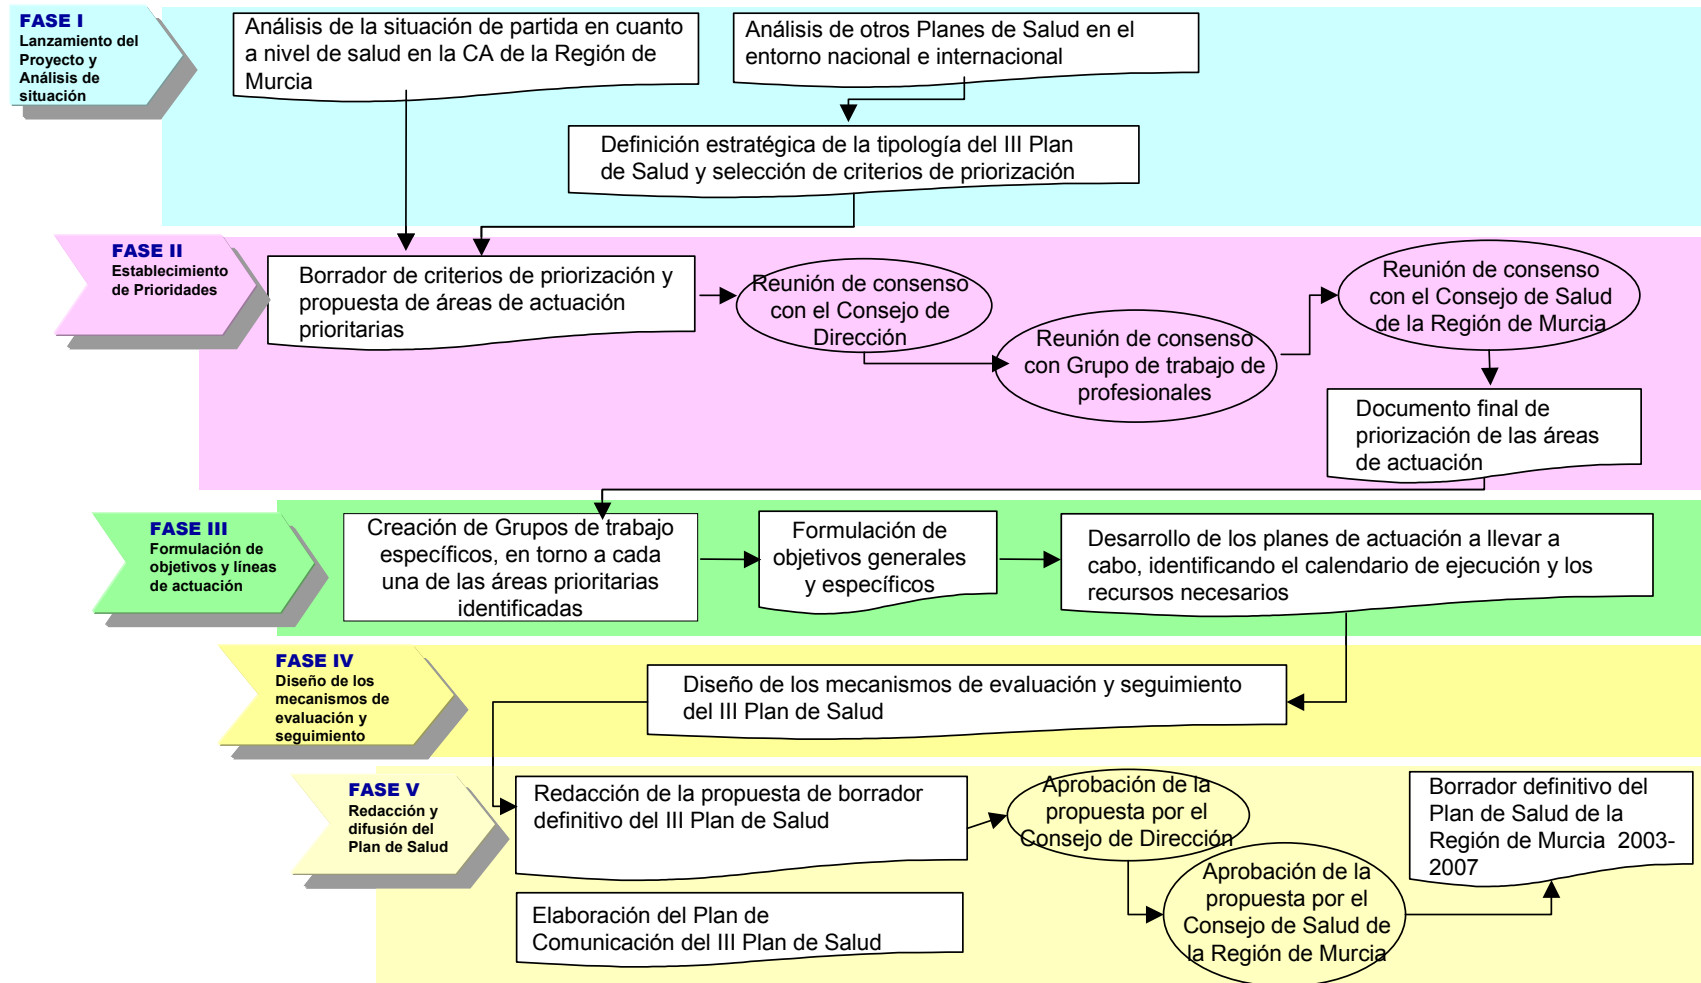 FASE I
Lanzamiento del
Proyecto y
Análisis de
situación
Análisis de la situación de partida en cuanto
a nivel de salud en la CA de la Región de
Murcia
Análisis de otros Planes de Salud en el
entorno nacional e internacional
Definición estratégica de la tipología del III Plan
de Salud y selección de criterios de priorización
FASE II
Establecimiento
de Prioridades
Borrador de criterios de priorización y
propuesta de áreas de actuación
prioritarias
Reunión de consenso
con el Consejo de
Dirección
Reunión de consenso
con Grupo de trabajo de
profesionales
Reunión de consenso
con el Consejo de Salud
de la Región de Murcia
Documento final de
priorización de las áreas
de actuación
FASE III
Formulación de
objetivos y líneas
de actuación
Creación de Grupos de trabajo
específicos, en torno a cada
una de las áreas prioritarias
identificadas
Formulación de
objetivos generales
y específicos
Desarrollo de los planes de actuación a llevar a
cabo, identificando el calendario de ejecución y los
recursos necesarios
FASE IV
Diseño de los
mecanismos de
evaluación y
seguimiento
Diseño de los mecanismos de evaluación y seguimiento
del III Plan de Salud
FASE V
Redacción y
difusión del
Plan de Salud
Redacción de la propuesta de borrador
definitivo del III Plan de Salud
Aprobación de la
propuesta por el
Consejo de Dirección
Borrador definitivo del
Plan de Salud de la
Región de Murcia 2003-
2007
Elaboración del Plan de
Comunicación del III Plan de Salud
Aprobación de la
propuesta por el
Consejo de Salud de
la Región de Murcia